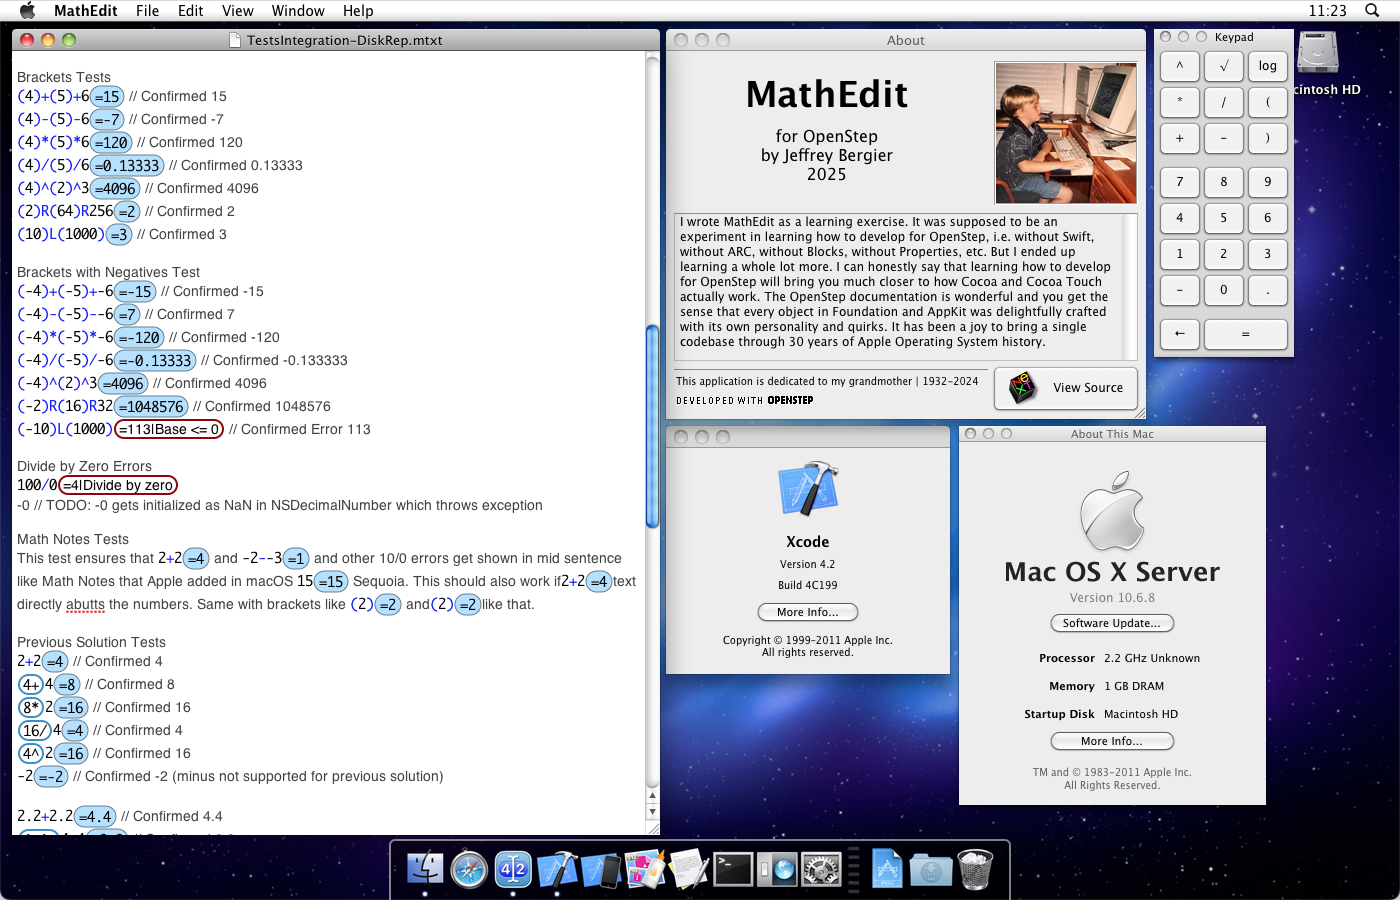 MathEdit File Edit View Window Help 11:23
TestsIntegration-DiskRep.mtxt
Brackets Tests
(4)+(5)+6=15 // Confirmed 15
(4)-(5)-6=-7 // Confirmed -7
(4)*(5)*6=120 // Confirmed 120
(4)/(5)/6=0.13333 // Confirmed 0.13333
(4)^(2)^3=4096 // Confirmed 4096
(2)R(64)R256=2 // Confirmed 2
(10)L(1000)=3 // Confirmed 3
Brackets with Negatives Test
(-4)+(-5)+-6=-15 // Confirmed -15
(-4)-(-5)--6=7 // Confirmed 7
(-4)*(-5)*-6=-120 // Confirmed -120
(-4)/(-5)/-6=-0.13333 // Confirmed -0.133333
(-4)^(2)^3=4096 // Confirmed 4096
(-2)R(16)R32=1048576 // Confirmed 1048576
(-10)L(1000)=113|Base <= 0 // Confirmed Error 113
Divide by Zero Errors
100/0=4|Divide by zero
-0 // TODO: -0 gets initialized as NaN in NSDecimalNumber which throws exception
Math Notes Tests
This test ensures that 2+2=4 and -2--3=1 and other 10/0 errors get shown in mid sentence
like Math Notes that Apple added in macOS 15=15 Sequoia. This should also work if2+2=4text
directly abutts the numbers. Same with brackets like (2)=2 and(2)=2like that.
Previous Solution Tests
2+2=4 // Confirmed 4
4+4=8 // Confirmed 8
8*2=16 // Confirmed 16
16/4=4 // Confirmed 4
4^2=16 // Confirmed 16
-2=-2 // Confirmed -2 (minus not supported for previous solution)
2.2+2.2=4.4 // Confirmed 4.4
About
MathEdit
for OpenStep
by Jeffrey Bergier
2025
I wrote MathEdit as a learning exercise. It was supposed to be an
experiment in learning how to develop for OpenStep, i.e. without Swift,
without ARC, without Blocks, without Properties, etc. But I ended up
learning a whole lot more. I can honestly say that learning how to develop
for OpenStep will bring you much closer to how Cocoa and Cocoa Touch
actually work. The OpenStep documentation is wonderful and you get the
sense that every object in Foundation and AppKit was delightfully crafted
with its own personality and quirks. It has been a joy to bring a single
codebase through 30 years of Apple Operating System history.
This application is dedicated to my grandmother | 1932-2024
DEVELOPED WITH OPENSTEP
View Source
Keypad
^ √ log
* / (
+ - )
7 8 9
4 5 6
1 2 3
- 0 .
← =
cintosh HD
Xcode
Version 4.2
Build 4C199
More Info...
Copyright © 1999-2011 Apple Inc.
All rights reserved.
About This Mac
Mac OS X Server
Version 10.6.8
Software Update...
Processor 2.2 GHz Unknown
Memory 1 GB DRAM
Startup Disk Macintosh HD
More Info...
TM and © 1983-2011 Apple Inc.
All Rights Reserved.
42